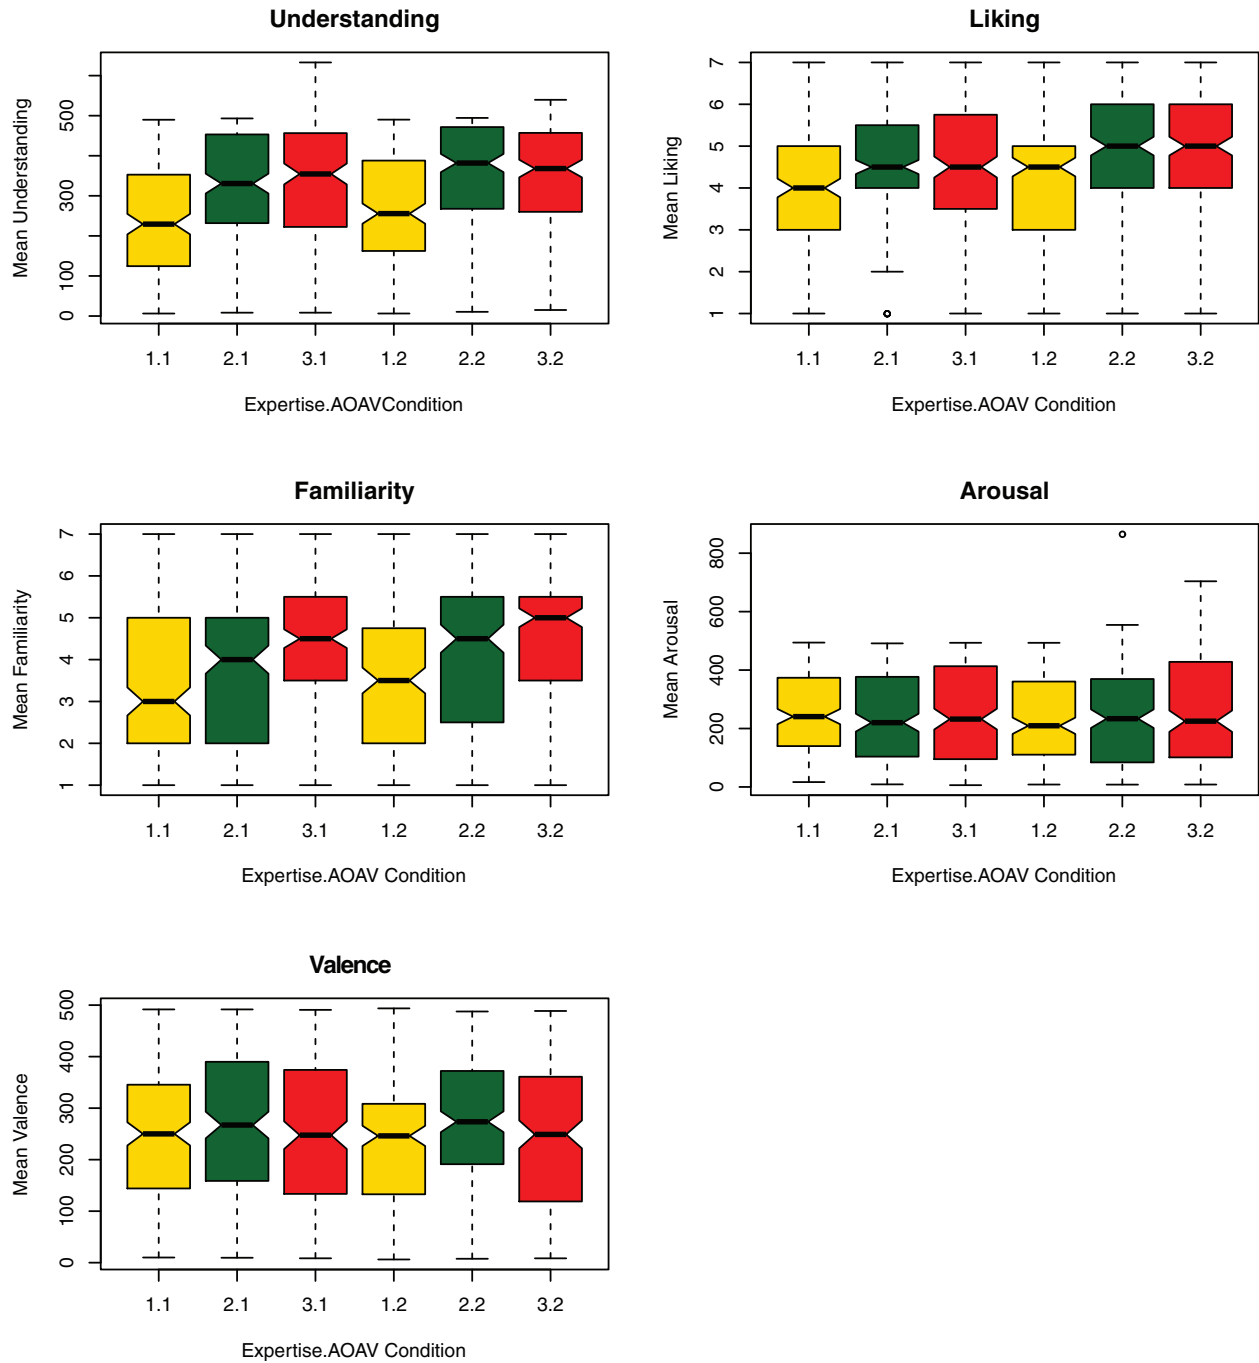 Understanding
Mean Understanding
500
300
100
0
1.1 2.1 3.1 1.2 2.2 3.2
Expertise.AOAVCondition
Liking
Mean Liking
7
6
5
4
3
2
1
1.1 2.1 3.1 1.2 2.2 3.2
Expertise.AOAV Condition
Familiarity
Mean Familiarity
7
6
5
4
3
2
1
1.1 2.1 3.1 1.2 2.2 3.2
Expertise.AOAV Condition
Arousal
Mean Arousal
800
600
400
200
0
1.1 2.1 3.1 1.2 2.2 3.2
Expertise.AOAV Condition
Valence
Mean Valence
500
400
300
200
100
0
1.1 2.1 3.1 1.2 2.2 3.2
Expertise.AOAV Condition